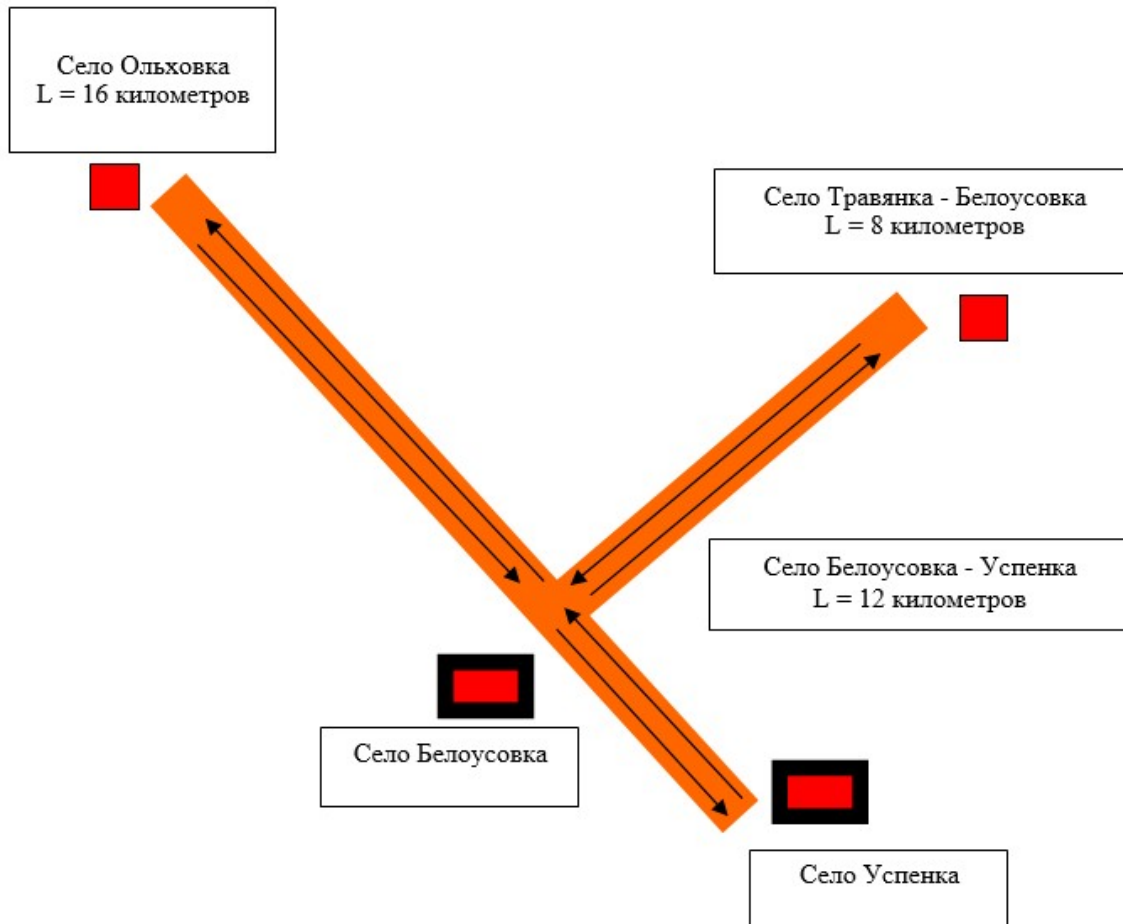 Село Ольховка
L = 16 километров
Село Травянка - Белоусовка
L = 8 километров
Село Белоусовка - Успенка
L = 12 километров
Село Белоусовка
Село Успенка